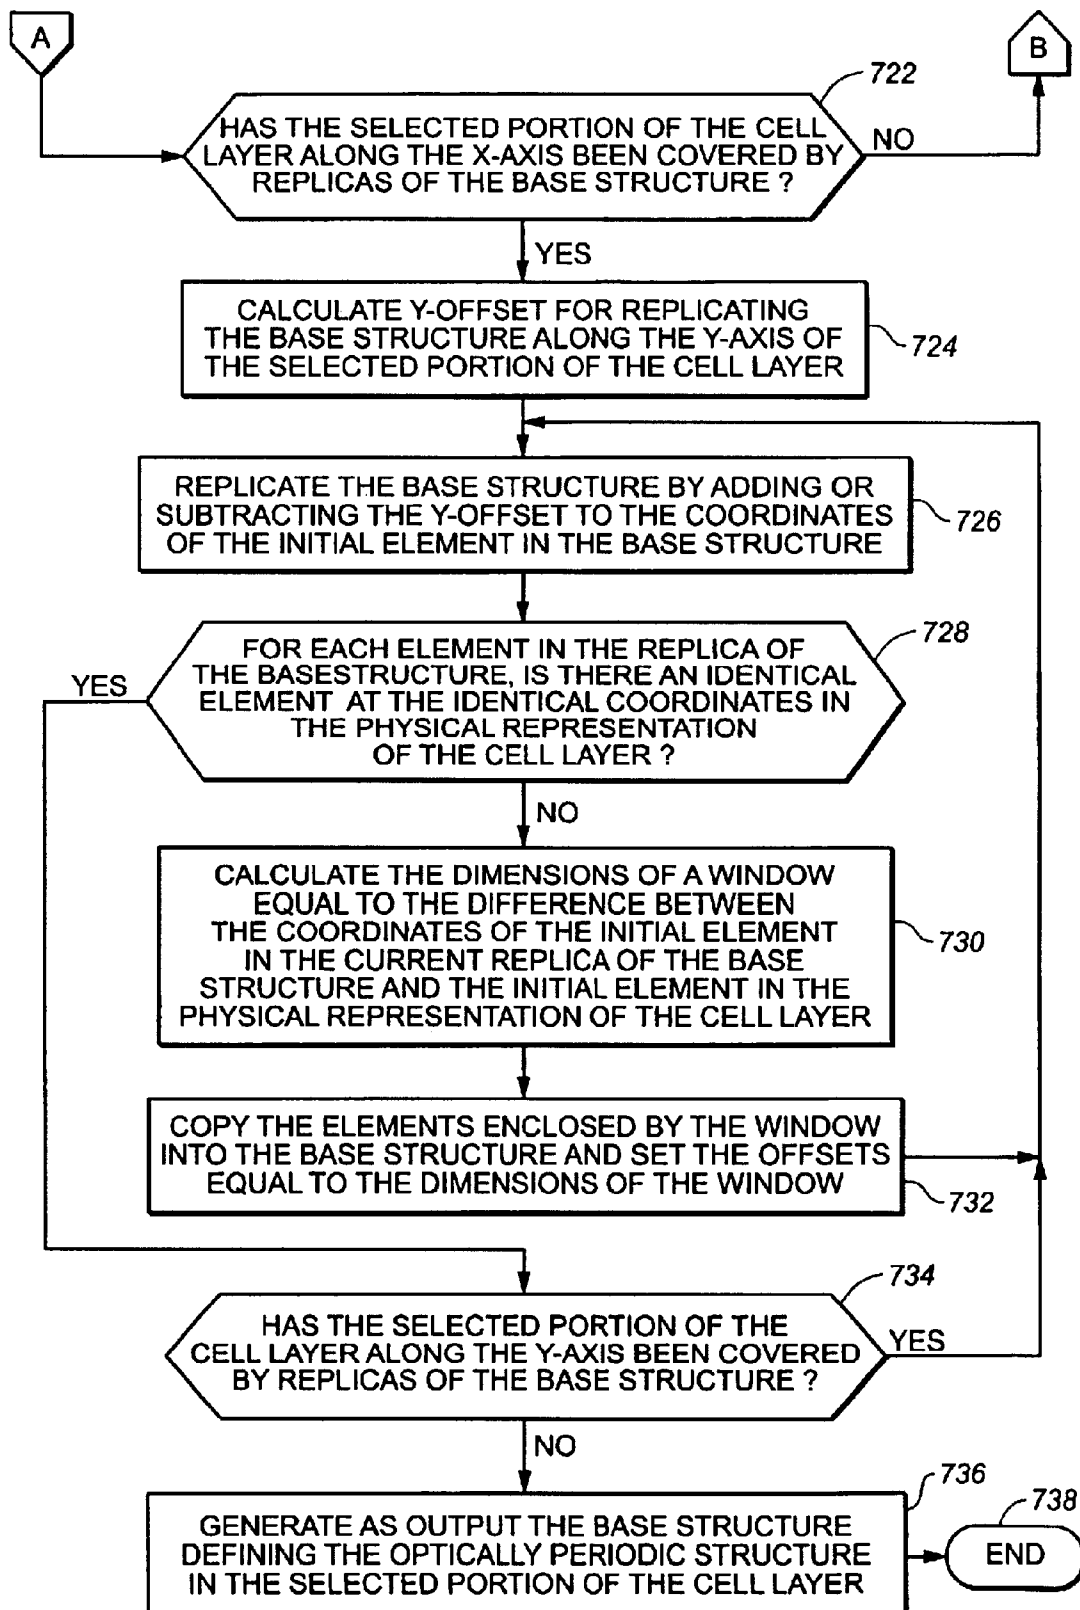 A
B
722
HAS THE SELECTED PORTION OF THE CELL
LAYER ALONG THE X-AXIS BEEN COVERED BY
REPLICAS OF THE BASE STRUCTURE ?
NO
YES
CALCULATE Y-OFFSET FOR REPLICATING
THE BASE STRUCTURE ALONG THE Y-AXIS OF
THE SELECTED PORTION OF THE CELL LAYER
724
REPLICATE THE BASE STRUCTURE BY ADDING OR
SUBTRACTING THE Y-OFFSET TO THE COORDINATES
OF THE INITIAL ELEMENT IN THE BASE STRUCTURE
726
728
FOR EACH ELEMENT IN THE REPLICA OF
THE BASESTRUCTURE, IS THERE AN IDENTICAL
ELEMENT AT THE IDENTICAL COORDINATES IN
THE PHYSICAL REPRESENTATION
OF THE CELL LAYER ?
YES
NO
CALCULATE THE DIMENSIONS OF A WINDOW
EQUAL TO THE DIFFERENCE BETWEEN
THE COORDINATES OF THE INITIAL ELEMENT
IN THE CURRENT REPLICA OF THE BASE
STRUCTURE AND THE INITIAL ELEMENT IN THE
PHYSICAL REPRESENTATION OF THE CELL LAYER
730
COPY THE ELEMENTS ENCLOSED BY THE WINDOW
INTO THE BASE STRUCTURE AND SET THE OFFSETS
EQUAL TO THE DIMENSIONS OF THE WINDOW
732
734
HAS THE SELECTED PORTION OF THE
CELL LAYER ALONG THE Y-AXIS BEEN COVERED
BY REPLICAS OF THE BASE STRUCTURE ?
YES
NO
736
GENERATE AS OUTPUT THE BASE STRUCTURE
DEFINING THE OPTICALLY PERIODIC STRUCTURE
IN THE SELECTED PORTION OF THE CELL LAYER
738
END